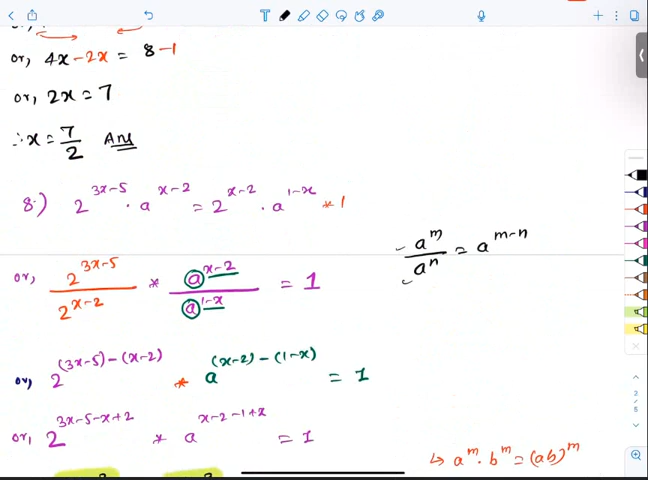 or, 4x - 2x = 8 - 1
or, 2x = 7
∴ x = 7/2 Ans
8.) 2^(3x-5) · a^(x-2) = 2^(x-2) · a^(1-x) * 1
a^m / a^n = a^(m-n)
or, 2^(3x-5) / 2^(x-2) * a^(x-2) / a^(1-x) = 1
or, 2^((3x-5)-(x-2)) * a^((x-2)-(1-x)) = 1
or, 2^(3x-5-x+2) * a^(x-2-1+x) = 1
↳ a^m · b^m = (ab)^m